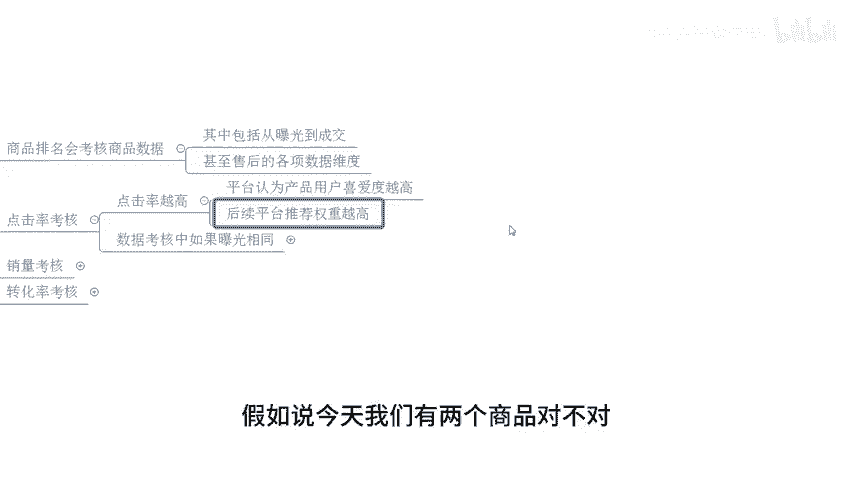 bilibili
其中包括从曝光到成交
商品排名会考核商品数据
甚至售后的各项数据维度
平台认为产品用户喜爱度越高
点击率越高
后续平台推荐权重越高
点击率考核
数据考核中如果曝光相同
销量考核
转化率考核
假如说今天我们有两个商品对不对